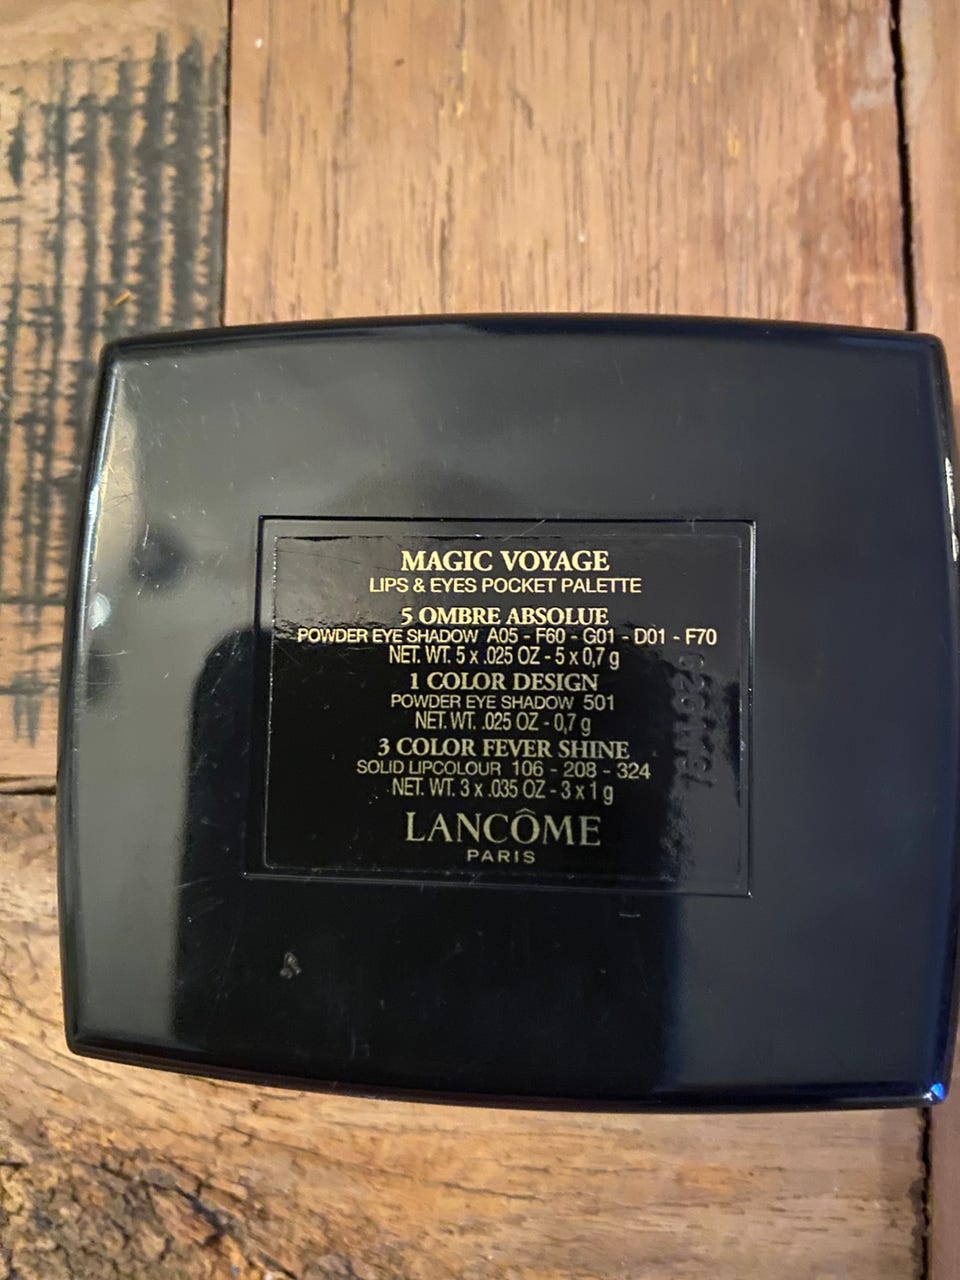 MAGIC VOYAGE
LIPS & EYES POCKET PALETTE
5 OMBRE ABSOLUE
POWDER EYE SHADOW A05 - F60 - G01 - D01 - F70
NET. WT. 5 x .025 OZ - 5 x 0,7 g
1 COLOR DESIGN
POWDER EYE SHADOW 501
NET. WT. .025 OZ - 0,7 g
3 COLOR FEVER SHINE
SOLID LIPCOLOUR 106 - 208 - 324
NET. WT. 3 x .035 OZ - 3 x 1 g
LANCÔME
PARIS